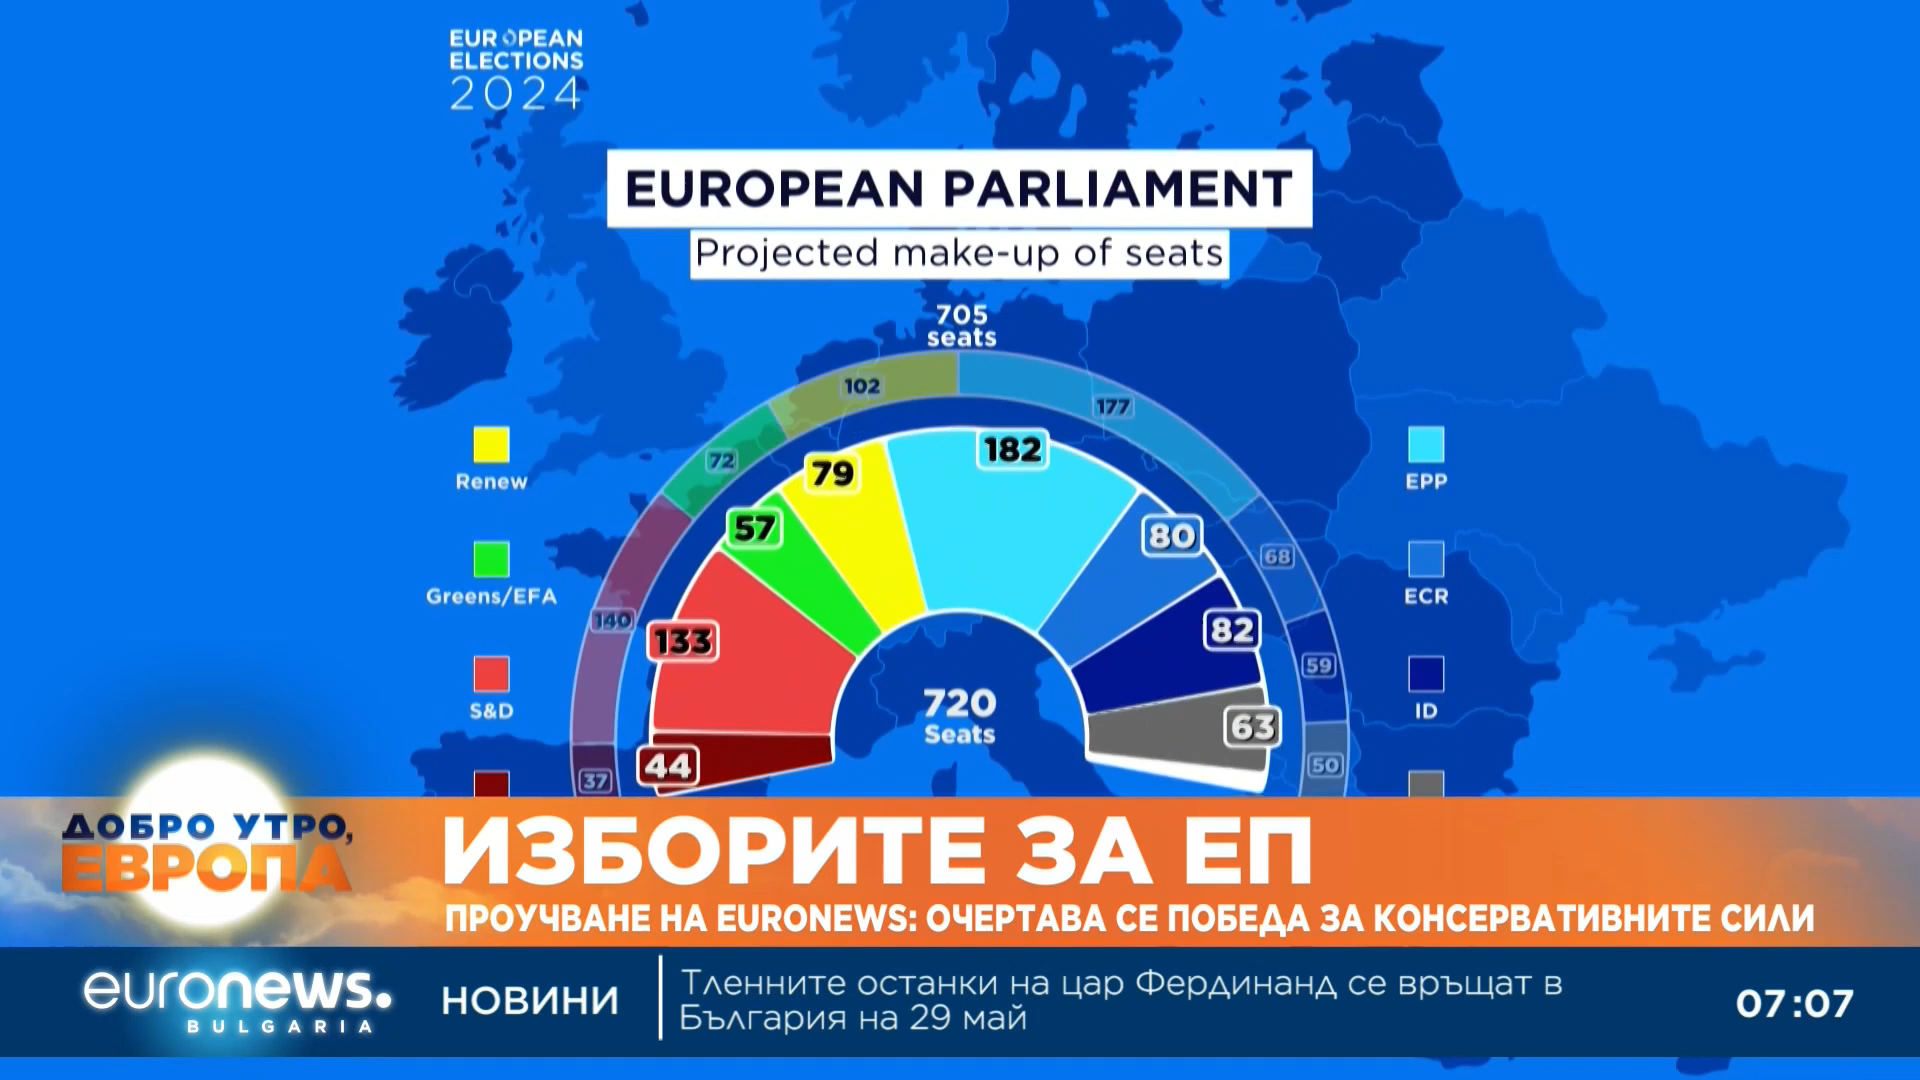 EUROPEAN
ELECTIONS
2024
EUROPEAN PARLIAMENT
Projected make-up of seats
705
seats
102
177
72
68
140
59
37
50
182
79
80
57
82
133
63
44
720
Seats
Renew
Greens/EFA
S&D
EPP
ECR
ID
ДОБРО УТРО,
ЕВРОПА
ИЗБОРИТЕ ЗА ЕП
ПРОУЧВАНЕ НА EURONEWS: ОЧЕРТАВА СЕ ПОБЕДА ЗА КОНСЕРВАТИВНИТЕ СИЛИ
euronews.
BULGARIA
НОВИНИ
Тленните останки на цар Фердинанд се връщат в
България на 29 май
07:07